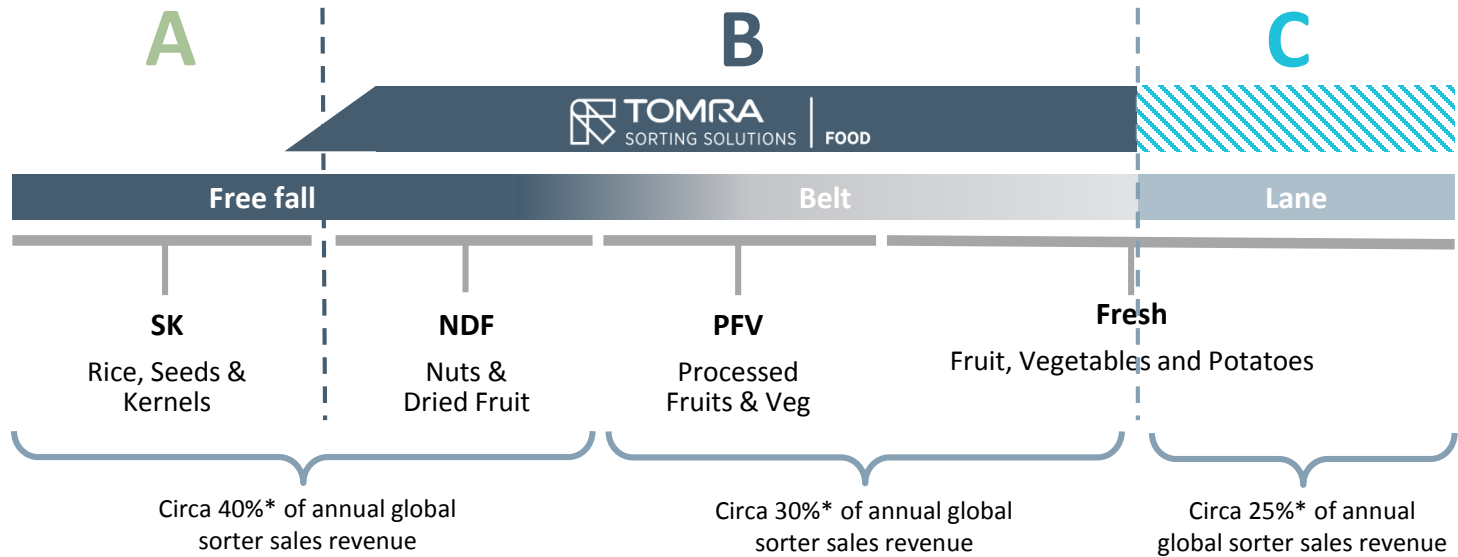 A
B
C
TOMRA
SORTING SOLUTIONS
FOOD
Free fall
Belt
Lane
SK
Rice, Seeds &
Kernels
NDF
Nuts &
Dried Fruit
PFV
Processed
Fruits & Veg
Fresh
Fruit, Vegetables and Potatoes
Circa 40%* of annual global
sorter sales revenue
Circa 30%* of annual global
sorter sales revenue
Circa 25%* of annual
global sorter sales revenue